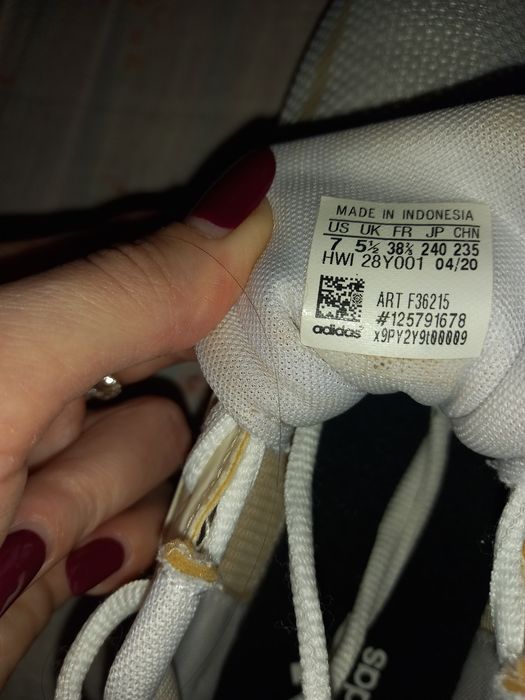 MADE IN INDONESIA
US UK FR JP CHN
7 5½ 38⅔ 240 235
HWI 28Y001 04/20
ART F36215
#125791678
adidas x9PY2Y9t00009
adidas